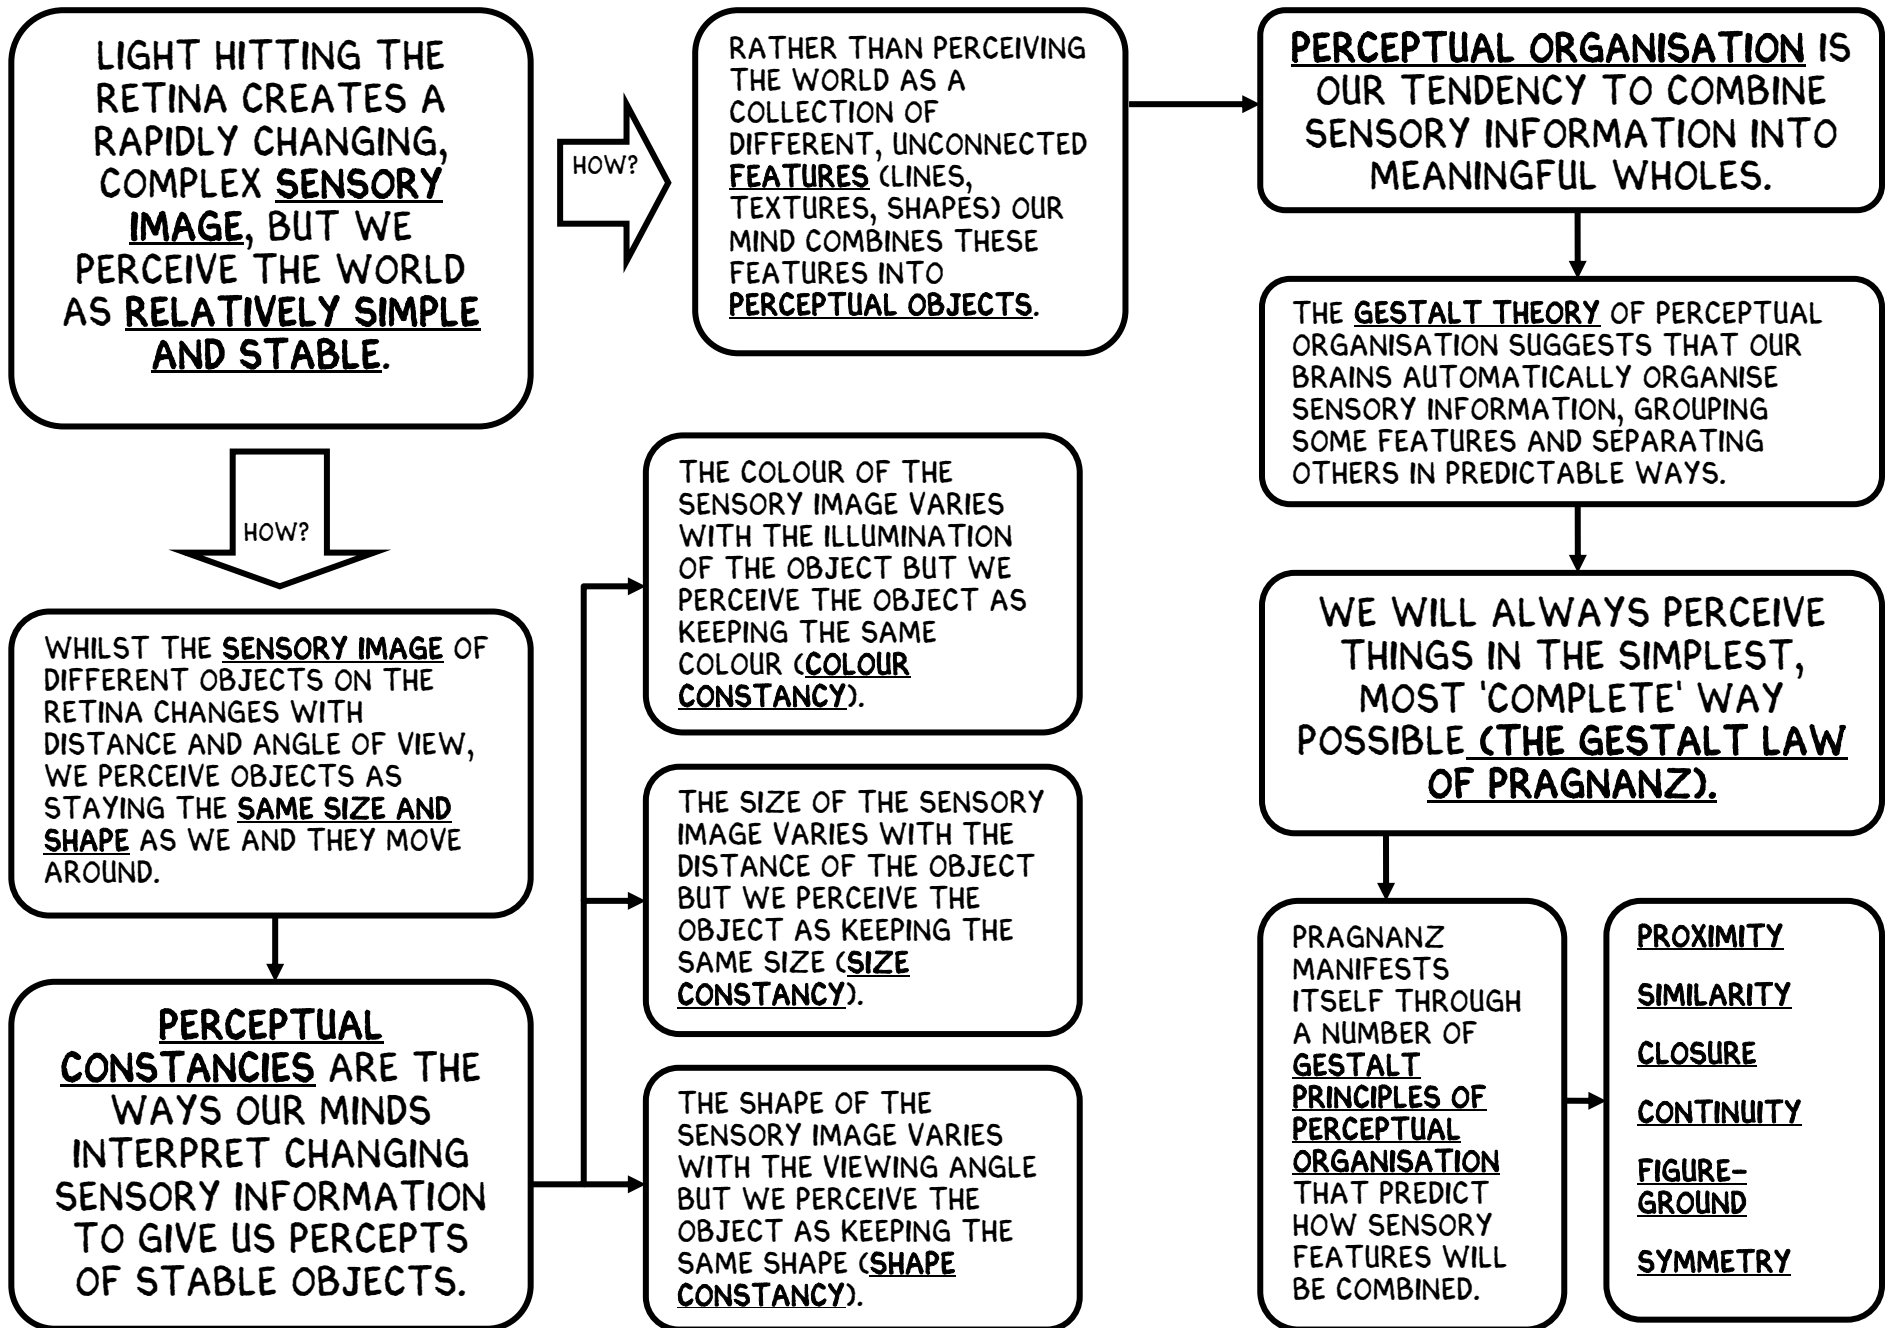 LIGHT HITTING THE
RETINA CREATES A
RAPIDLY CHANGING,
COMPLEX SENSORY
IMAGE, BUT WE
PERCEIVE THE WORLD
AS RELATIVELY SIMPLE
AND STABLE.
HOW?
RATHER THAN PERCEIVING
THE WORLD AS A
COLLECTION OF
DIFFERENT, UNCONNECTED
FEATURES (LINES,
TEXTURES, SHAPES) OUR
MIND COMBINES THESE
FEATURES INTO
PERCEPTUAL OBJECTS.
PERCEPTUAL ORGANISATION IS
OUR TENDENCY TO COMBINE
SENSORY INFORMATION INTO
MEANINGFUL WHOLES.
THE GESTALT THEORY OF PERCEPTUAL
ORGANISATION SUGGESTS THAT OUR
BRAINS AUTOMATICALLY ORGANISE
SENSORY INFORMATION, GROUPING
SOME FEATURES AND SEPARATING
OTHERS IN PREDICTABLE WAYS.
WE WILL ALWAYS PERCEIVE
THINGS IN THE SIMPLEST,
MOST 'COMPLETE' WAY
POSSIBLE (THE GESTALT LAW
OF PRAGNANZ).
PRAGNANZ
MANIFESTS
ITSELF THROUGH
A NUMBER OF
GESTALT
PRINCIPLES OF
PERCEPTUAL
ORGANISATION
THAT PREDICT
HOW SENSORY
FEATURES WILL
BE COMBINED.
PROXIMITY
SIMILARITY
CLOSURE
CONTINUITY
FIGURE-
GROUND
SYMMETRY
HOW?
WHILST THE SENSORY IMAGE OF
DIFFERENT OBJECTS ON THE
RETINA CHANGES WITH
DISTANCE AND ANGLE OF VIEW,
WE PERCEIVE OBJECTS AS
STAYING THE SAME SIZE AND
SHAPE AS WE AND THEY MOVE
AROUND.
PERCEPTUAL
CONSTANCIES ARE THE
WAYS OUR MINDS
INTERPRET CHANGING
SENSORY INFORMATION
TO GIVE US PERCEPTS
OF STABLE OBJECTS.
THE COLOUR OF THE
SENSORY IMAGE VARIES
WITH THE ILLUMINATION
OF THE OBJECT BUT WE
PERCEIVE THE OBJECT AS
KEEPING THE SAME
COLOUR (COLOUR
CONSTANCY).
THE SIZE OF THE SENSORY
IMAGE VARIES WITH THE
DISTANCE OF THE OBJECT
BUT WE PERCEIVE THE
OBJECT AS KEEPING THE
SAME SIZE (SIZE
CONSTANCY).
THE SHAPE OF THE
SENSORY IMAGE VARIES
WITH THE VIEWING ANGLE
BUT WE PERCEIVE THE
OBJECT AS KEEPING THE
SAME SHAPE (SHAPE
CONSTANCY).